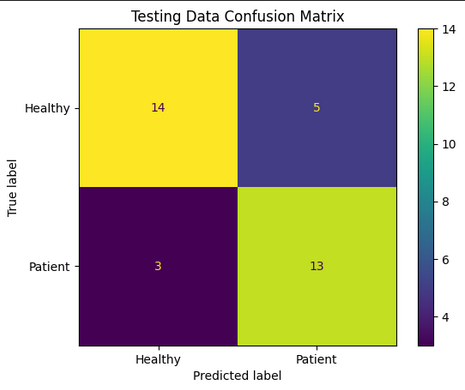 Testing Data Confusion Matrix
True label
Healthy
Patient
14
5
3
13
Healthy
Patient
Predicted label
14
12
10
8
6
4